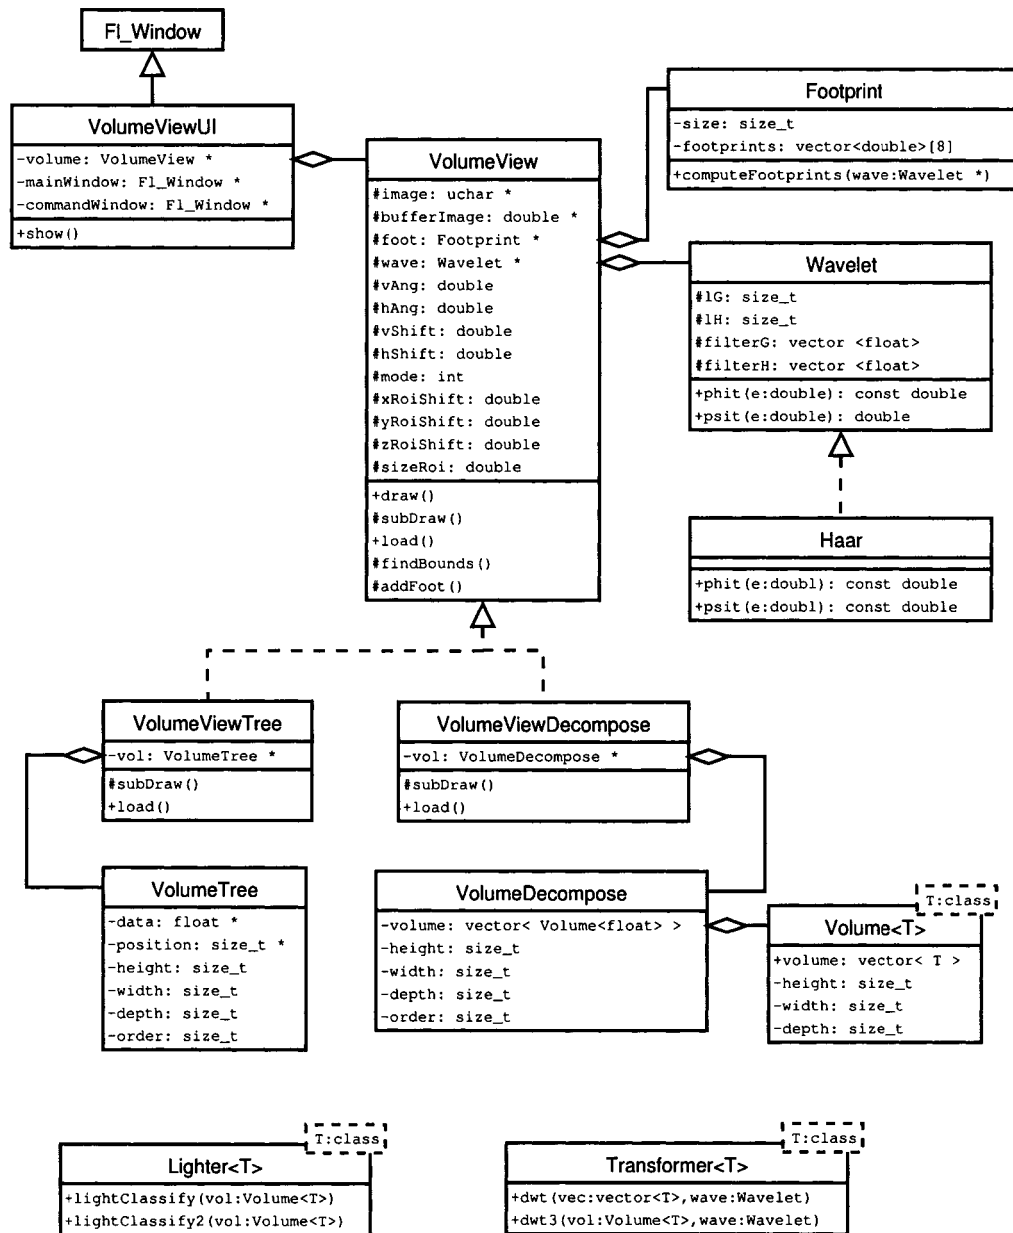 Fl_Window
VolumeViewUI
-volume: VolumeView *
-mainWindow: Fl_Window *
-commandWindow: Fl_Window *
+show()
VolumeView
#image: uchar *
#bufferImage: double *
#foot: Footprint *
#wave: Wavelet *
#vAng: double
#hAng: double
#vShift: double
#hShift: double
#mode: int
#xRoiShift: double
#yRoiShift: double
#zRoiShift: double
#sizeRoi: double
+draw()
#subDraw()
+load()
#findBounds()
#addFoot()
Footprint
-size: size_t
-footprints: vector<double>[8]
+computeFootprints(wave:Wavelet *)
Wavelet
#lG: size_t
#lH: size_t
#filterG: vector <float>
#filterH: vector <float>
+phit(e:double): const double
+psit(e:double): double
Haar
+phit(e:doubl): const double
+psit(e:doubl): const double
VolumeViewTree
-vol: VolumeTree *
#subDraw()
+load()
VolumeViewDecompose
-vol: VolumeDecompose *
#subDraw()
+load()
VolumeTree
-data: float *
-position: size_t *
-height: size_t
-width: size_t
-depth: size_t
-order: size_t
VolumeDecompose
-volume: vector< Volume<float> >
-height: size_t
-width: size_t
-depth: size_t
-order: size_t
T:class
Volume<T>
+volume: vector< T >
-height: size_t
-width: size_t
-depth: size_t
T:class
Lighter<T>
+lightClassify(vol:Volume<T>)
+lightClassify2(vol:Volume<T>)
T:class
Transformer<T>
+dwt(vec:vector<T>,wave:Wavelet)
+dwt3(vol:Volume<T>,wave:Wavelet)